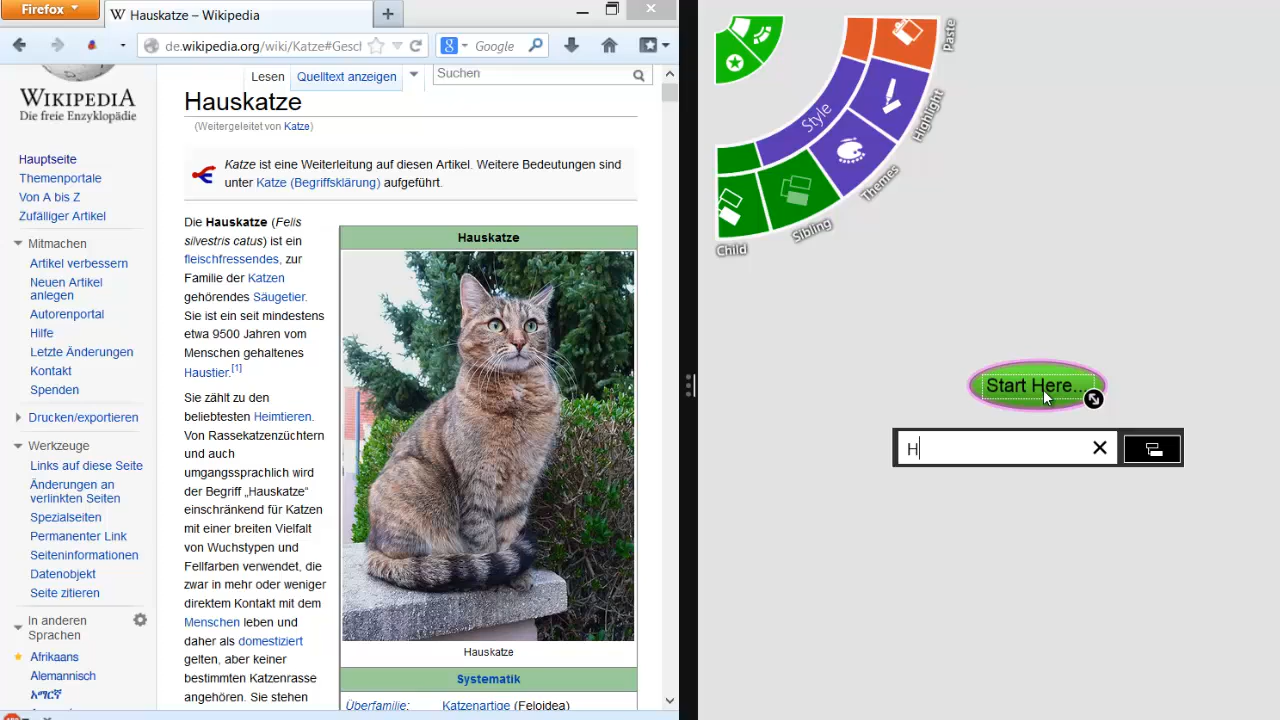 Firefox
Hauskatze – Wikipedia
de.wikipedia.org/wiki/Katze#Gescl
Google
Lesen
Quelltext anzeigen
Suchen
WIKIPEDIA
Die freie Enzyklopädie
Hauptseite
Themenportale
Von A bis Z
Zufälliger Artikel
Mitmachen
Artikel verbessern
Neuen Artikel
anlegen
Autorenportal
Hilfe
Letzte Änderungen
Kontakt
Spenden
Drucken/exportieren
Werkzeuge
Links auf diese Seite
Änderungen an
verlinkten Seiten
Spezialseiten
Permanenter Link
Seiteninformationen
Datenobjekt
Seite zitieren
In anderen
Sprachen
Afrikaans
Alemannisch
አማርኛ
Hauskatze
(Weitergeleitet von Katze)
Katze ist eine Weiterleitung auf diesen Artikel. Weitere Bedeutungen sind
unter Katze (Begriffsklärung) aufgeführt.
Die Hauskatze (Felis
silvestris catus) ist ein
fleischfressendes, zur
Familie der Katzen
gehörendes Säugetier.
Sie ist ein seit mindestens
etwa 9500 Jahren vom
Menschen gehaltenes
Haustier.[1]
Sie zählt zu den
beliebtesten Heimtieren.
Von Rassekatzenzüchtern
und auch
umgangssprachlich wird
der Begriff „Hauskatze“
einschränkend für Katzen
mit einer breiten Vielfalt
von Wuchstypen und
Fellfarben verwendet, die
zwar in mehr oder weniger
direktem Kontakt mit dem
Menschen leben und
daher als domestiziert
gelten, aber keiner
bestimmten Katzenrasse
angehören. Sie stehen
Hauskatze
Hauskatze
Systematik
Überfamilie: Katzenartige (Feloidea)
Paste
Highlight
Style
Themes
Sibling
Child
Start Here...
H